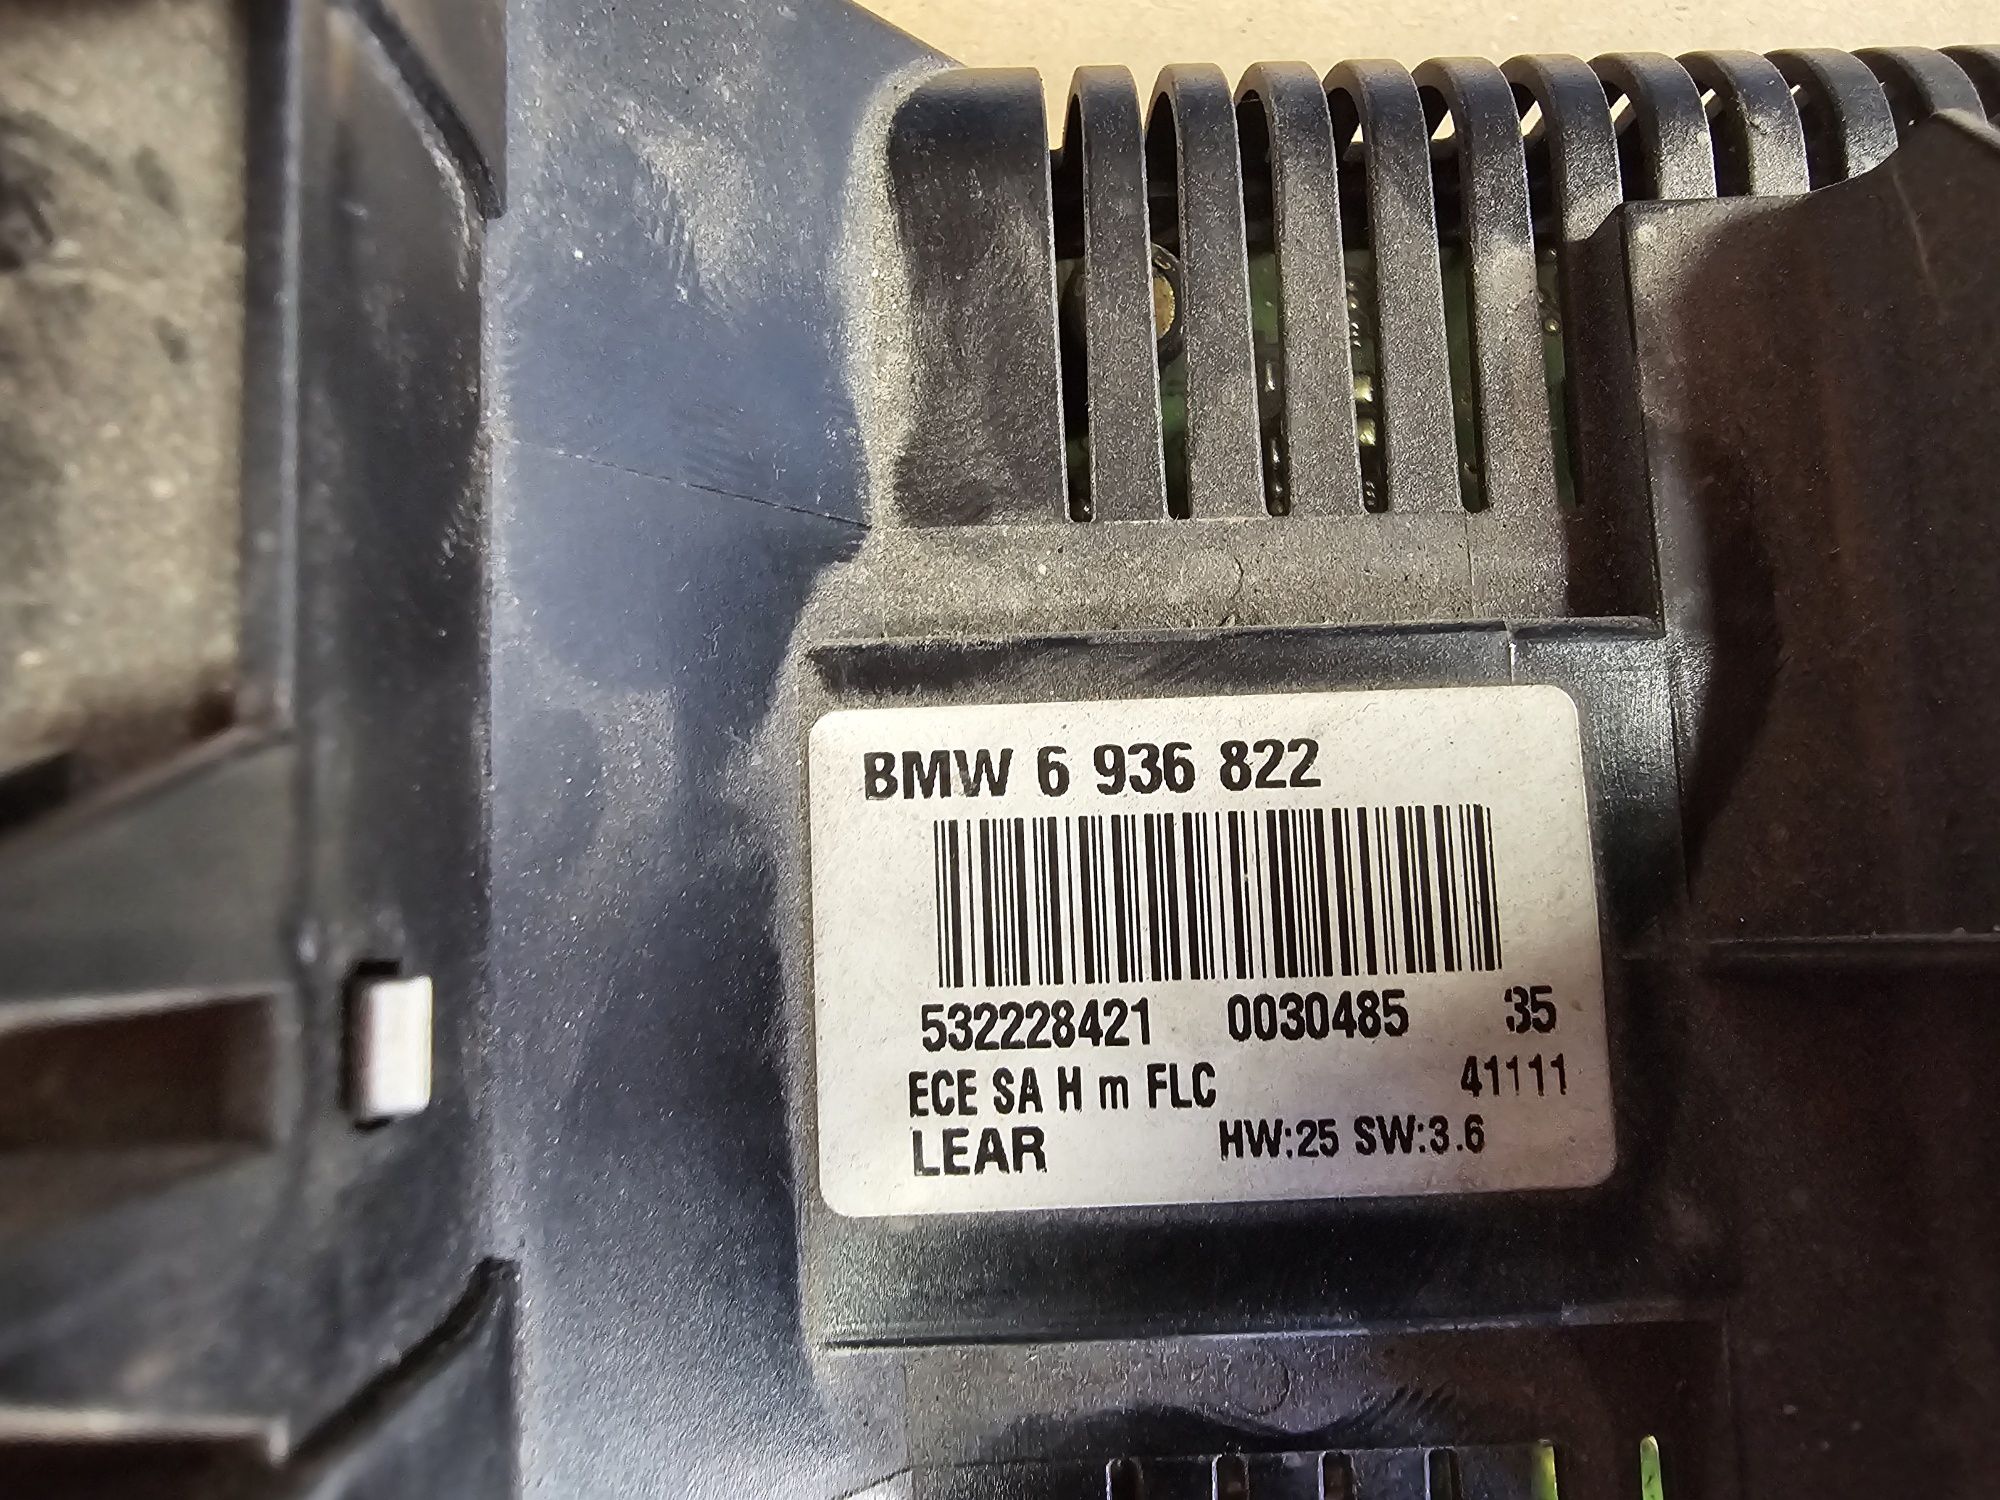 BMW 6 936 822
532228421 0030485 35
ECE SA H m FLC 41111
LEAR HW:25 SW:3.6